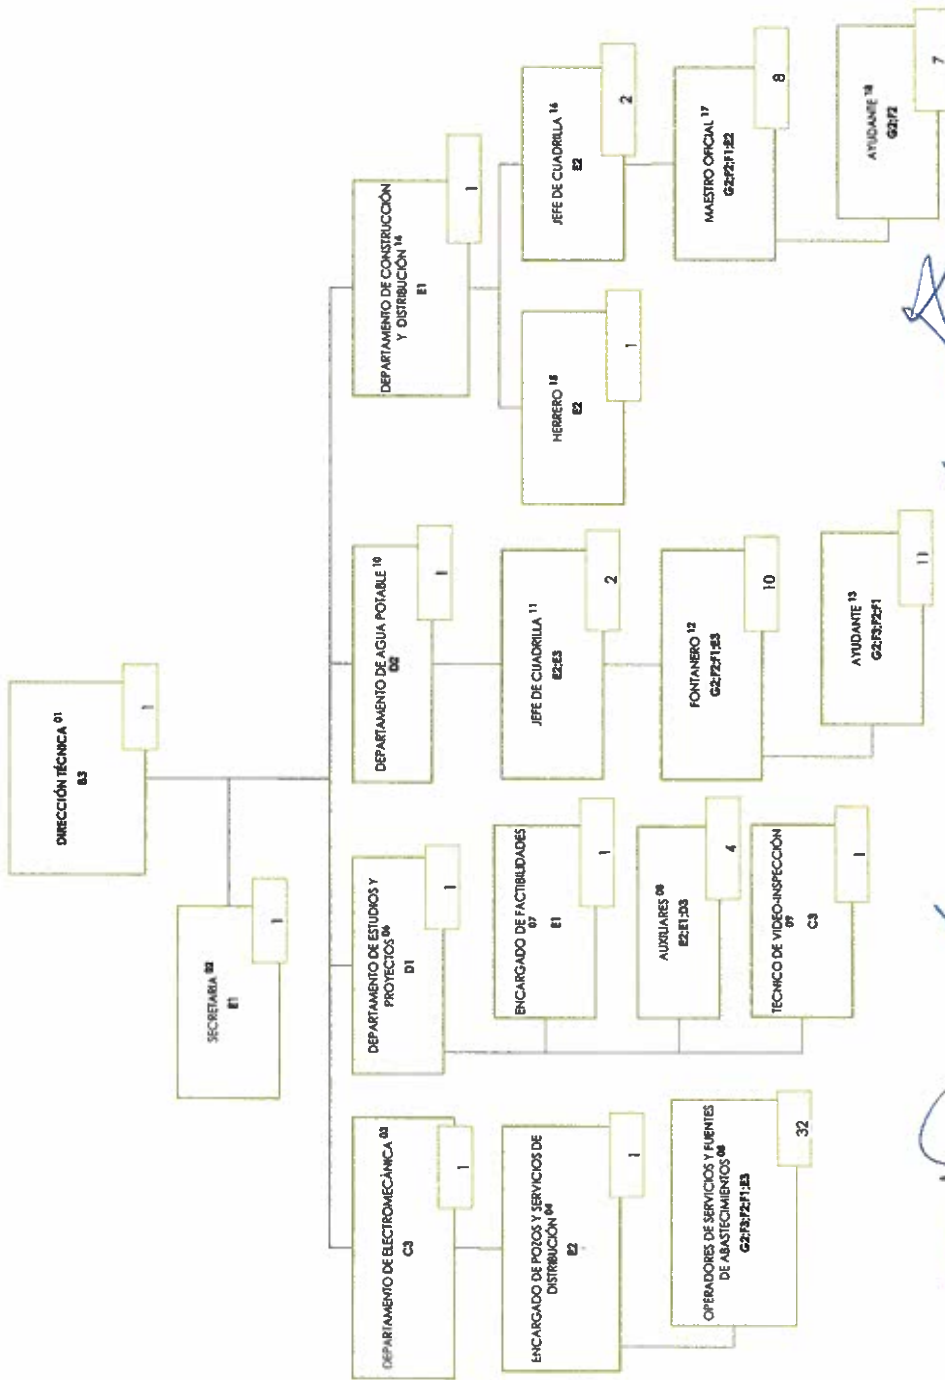 DIRECCIÓN TÉCNICA 01
B3
1
SECRETARIA 02
E1
1
DEPARTAMENTO DE ELECTROMECÁNICA 03
C3
1
ENCARGADO DE POZOS Y SERVICIOS DE
DISTRIBUCIÓN 04
E2
1
OPERADORES DE SERVICIOS Y FUENTES
DE ABASTECIMIENTOS 05
G2;F3;F2;F1;E3
32
DEPARTAMENTO DE ESTUDIOS Y
PROYECTOS 06
D1
1
ENCARGADO DE FACTIBILIDADES
07
E1
1
AUXILIARES 08
E2;E1;D3
4
TECNICO DE VIDEO-INSPECCIÓN
09
C3
1
DEPARTAMENTO DE AGUA POTABLE 10
D2
1
JEFE DE CUADRILLA 11
E2;E3
2
FONTANERO 12
G2;F2;F1;E3
10
AYUDANTE 13
G2;F3;F2;F1
11
DEPARTAMENTO DE CONSTRUCCIÓN
Y DISTRIBUCIÓN 14
E1
1
HERRERO 15
E2
1
JEFE DE CUADRILLA 16
E2
2
MAESTRO OFICIAL 17
G2;F2;F1;E2
8
AYUDANTE 18
G2;F2
7